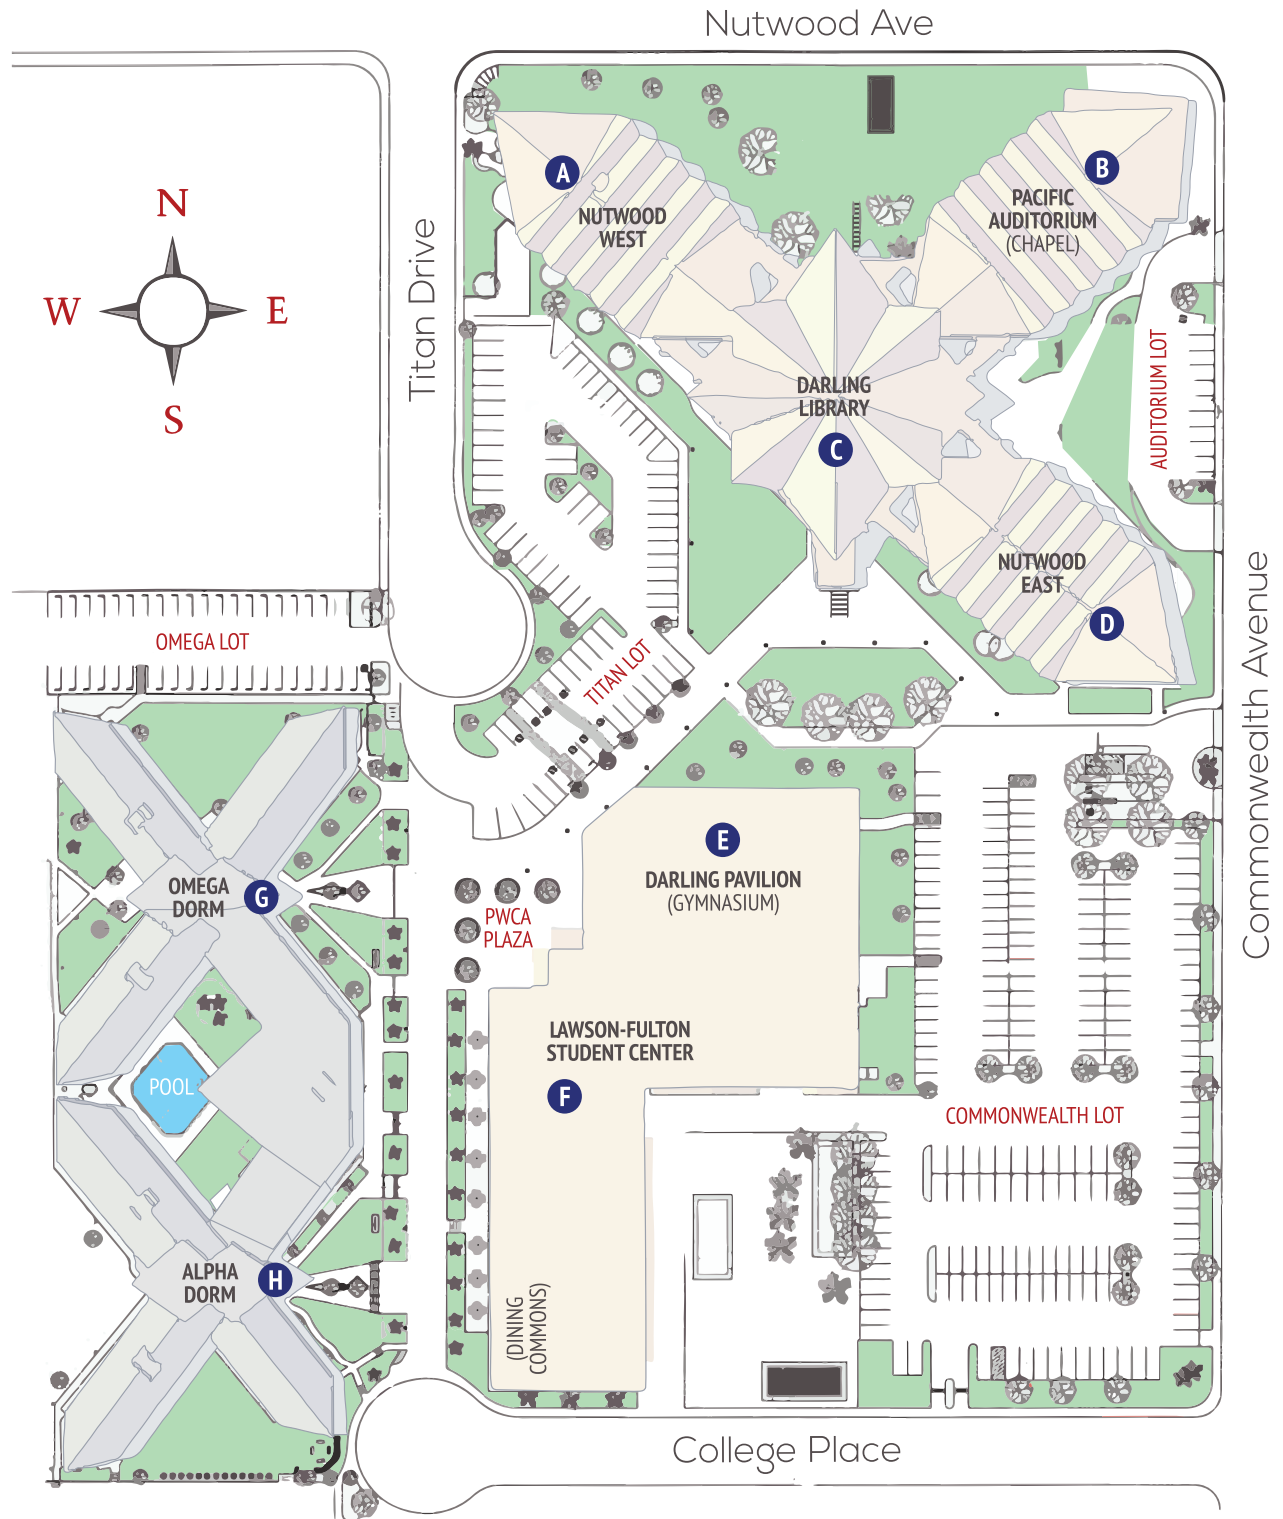 Nutwood Ave
A
NUTWOOD
WEST
B
PACIFIC
AUDITORIUM
(CHAPEL)
N
W
E
S
Titan Drive
AUDITORIUM LOT
DARLING
LIBRARY
C
NUTWOOD
EAST
D
OMEGA LOT
TITAN LOT
Commonwealth Avenue
E
DARLING PAVILION
(GYMNASIUM)
OMEGA
DORM
G
PWCA
PLAZA
LAWSON-FULTON
STUDENT CENTER
F
POOL
COMMONWEALTH LOT
ALPHA
DORM
H
(DINING
COMMONS)
College Place